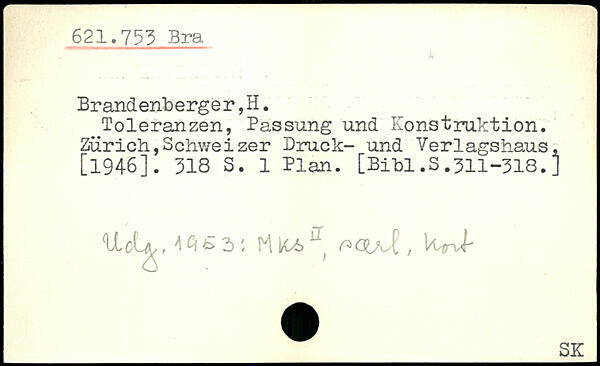 621.753 Bra
Brandenberger,H.
Toleranzen, Passung und Konstruktion.
Zürich,Schweizer Druck- und Verlagshaus,
[1946]. 318 S. 1 Plan. [Bibl.S.311-318.]
Udg. 1953: MKS II, særl. kort
SK